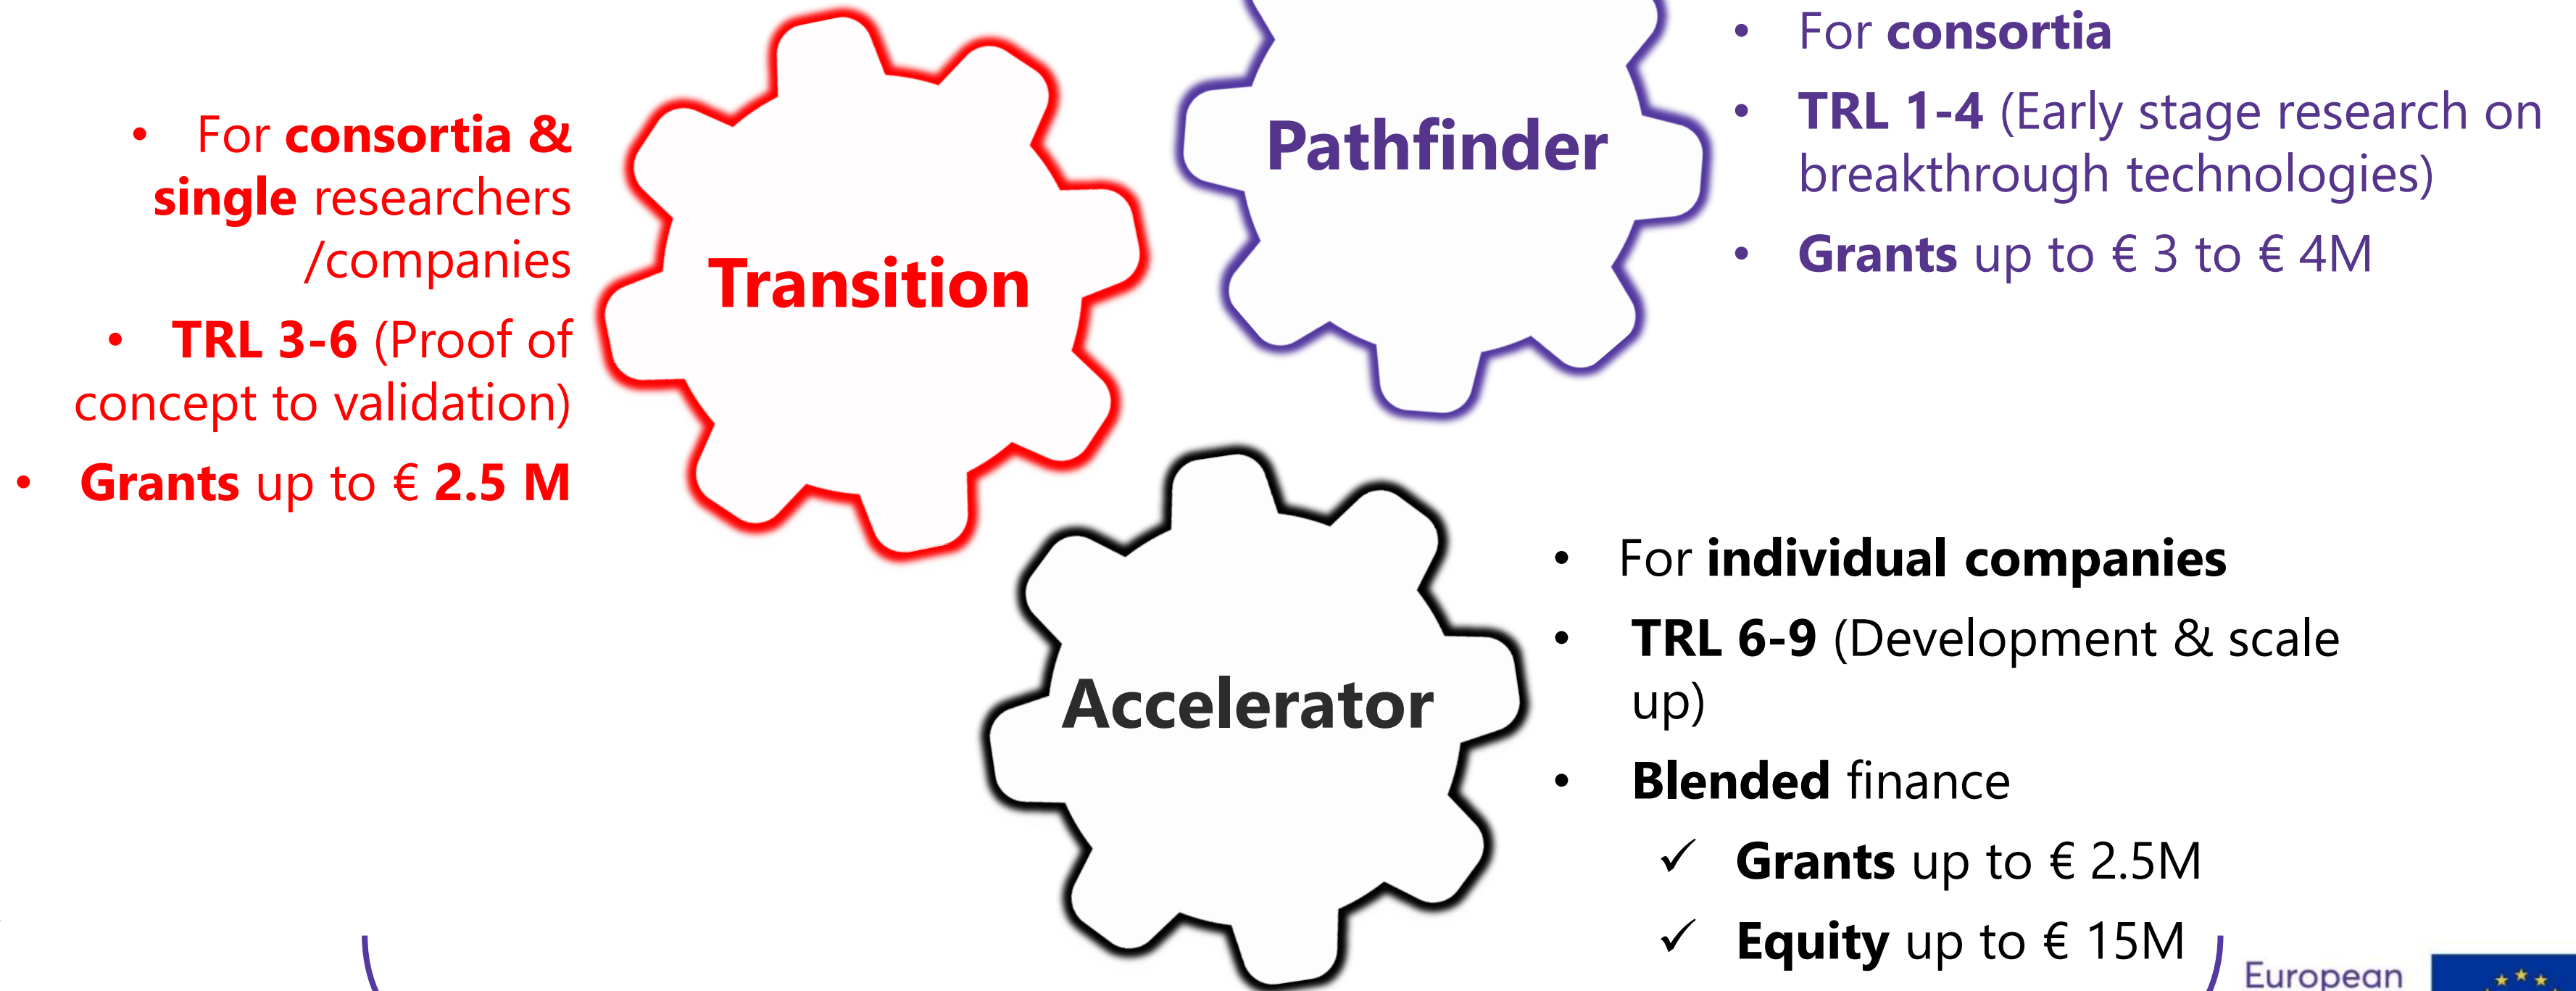 • For consortia &
single researchers
/companies
• TRL 3-6 (Proof of
concept to validation)
• Grants up to € 2.5 M
Transition
Pathfinder
• For consortia
• TRL 1-4 (Early stage research on
breakthrough technologies)
• Grants up to € 3 to € 4M
Accelerator
• For individual companies
• TRL 6-9 (Development & scale
up)
• Blended finance
✓ Grants up to € 2.5M
✓ Equity up to € 15M
European